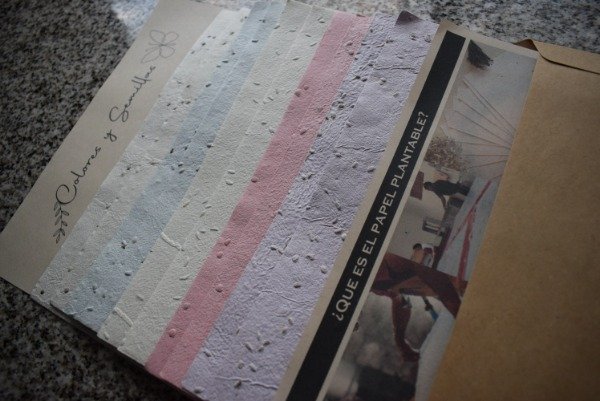 Colores y Semillas
¿QUE ES EL PAPEL PLANTABLE?